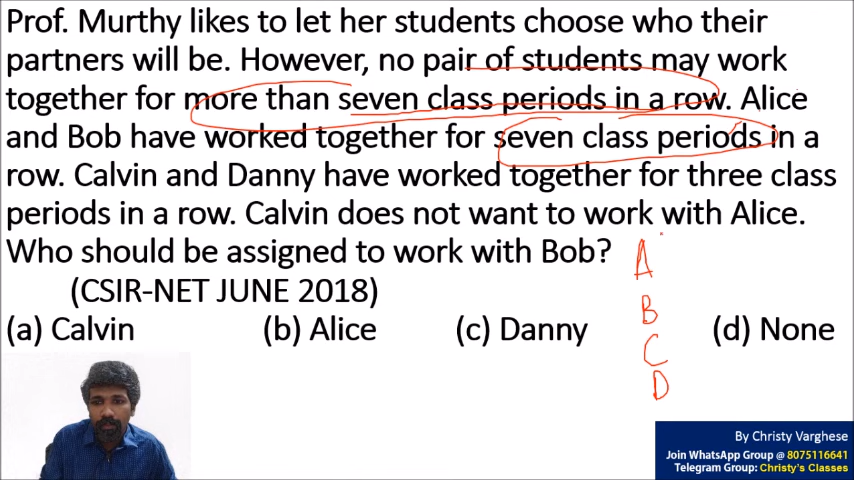 Prof. Murthy likes to let her students choose who their
partners will be. However, no pair of students may work
together for more than seven class periods in a row. Alice
and Bob have worked together for seven class periods in a
row. Calvin and Danny have worked together for three class
periods in a row. Calvin does not want to work with Alice.
Who should be assigned to work with Bob?
(CSIR-NET JUNE 2018)
(a) Calvin (b) Alice (c) Danny (d) None
A
B
C
D
By Christy Varghese
Join WhatsApp Group @ 8075116641
Telegram Group: Christy's Classes